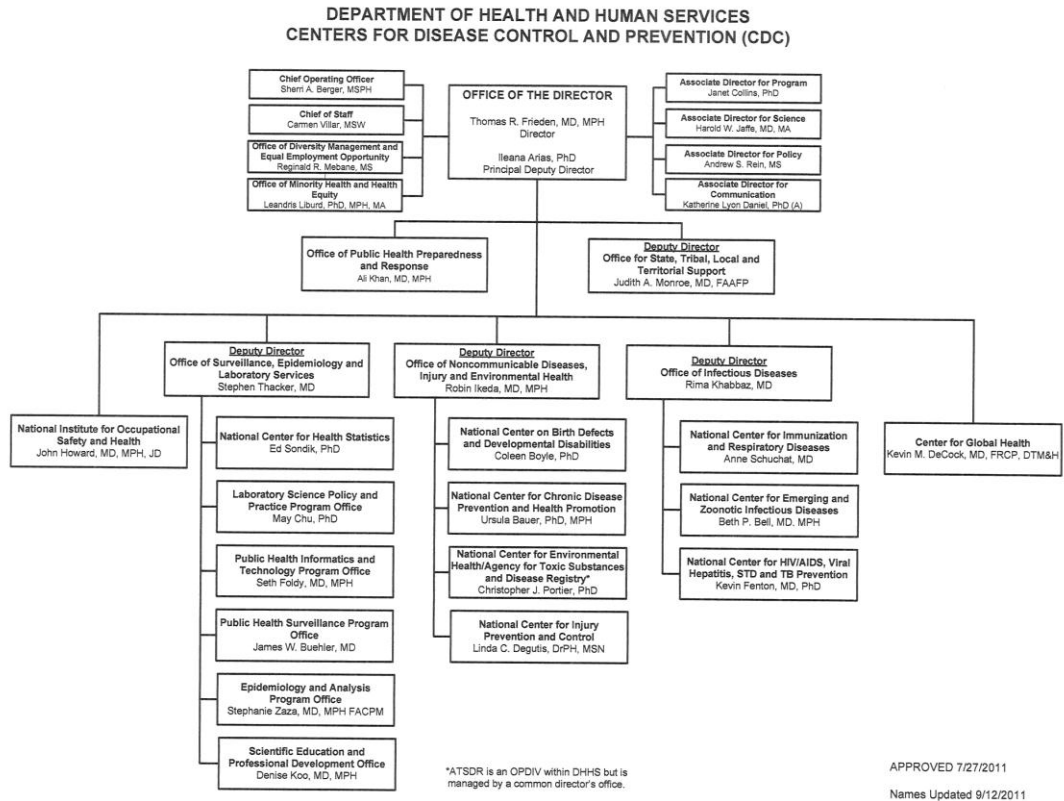 DEPARTMENT OF HEALTH AND HUMAN SERVICES
CENTERS FOR DISEASE CONTROL AND PREVENTION (CDC)
Chief Operating Officer
Sherri A. Berger, MSPH
Chief of Staff
Carmen Villar, MSW
Office of Diversity Management and
Equal Employment Opportunity
Reginald R. Mebane, MS
Office of Minority Health and Health
Equity
Leandris Liburd, PhD, MPH, MA
OFFICE OF THE DIRECTOR
Thomas R. Frieden, MD, MPH
Director
Ileana Arias, PhD
Principal Deputy Director
Associate Director for Program
Janet Collins, PhD
Associate Director for Science
Harold W. Jaffe, MD, MA
Associate Director for Policy
Andrew S. Rein, MS
Associate Director for
Communication
Katherine Lyon Daniel, PhD (A)
Office of Public Health Preparedness
and Response
Ali Khan, MD, MPH
Deputy Director
Office for State, Tribal, Local and
Territorial Support
Judith A. Monroe, MD, FAAFP
Deputy Director
Office of Surveillance, Epidemiology and
Laboratory Services
Stephen Thacker, MD
Deputy Director
Office of Noncommunicable Diseases,
Injury and Environmental Health
Robin Ikeda, MD, MPH
Deputy Director
Office of Infectious Diseases
Rima Khabbaz, MD
National Institute for Occupational
Safety and Health
John Howard, MD, MPH, JD
National Center for Health Statistics
Ed Sondik, PhD
Laboratory Science Policy and
Practice Program Office
May Chu, PhD
Public Health Informatics and
Technology Program Office
Seth Foldy, MD, MPH
Public Health Surveillance Program
Office
James W. Buehler, MD
Epidemiology and Analysis
Program Office
Stephanie Zaza, MD, MPH FACPM
Scientific Education and
Professional Development Office
Denise Koo, MD, MPH
National Center on Birth Defects
and Developmental Disabilities
Coleen Boyle, PhD
National Center for Chronic Disease
Prevention and Health Promotion
Ursula Bauer, PhD, MPH
National Center for Environmental
Health/Agency for Toxic Substances
and Disease Registry*
Christopher J. Portier, PhD
National Center for Injury
Prevention and Control
Linda C. Degutis, DrPH, MSN
National Center for Immunization
and Respiratory Diseases
Anne Schuchat, MD
National Center for Emerging and
Zoonotic Infectious Diseases
Beth P. Bell, MD. MPH
National Center for HIV/AIDS, Viral
Hepatitis, STD and TB Prevention
Kevin Fenton, MD, PhD
Center for Global Health
Kevin M. DeCock, MD, FRCP, DTM&H
*ATSDR is an OPDIV within DHHS but is
managed by a common director's office.
APPROVED 7/27/2011
Names Updated 9/12/2011